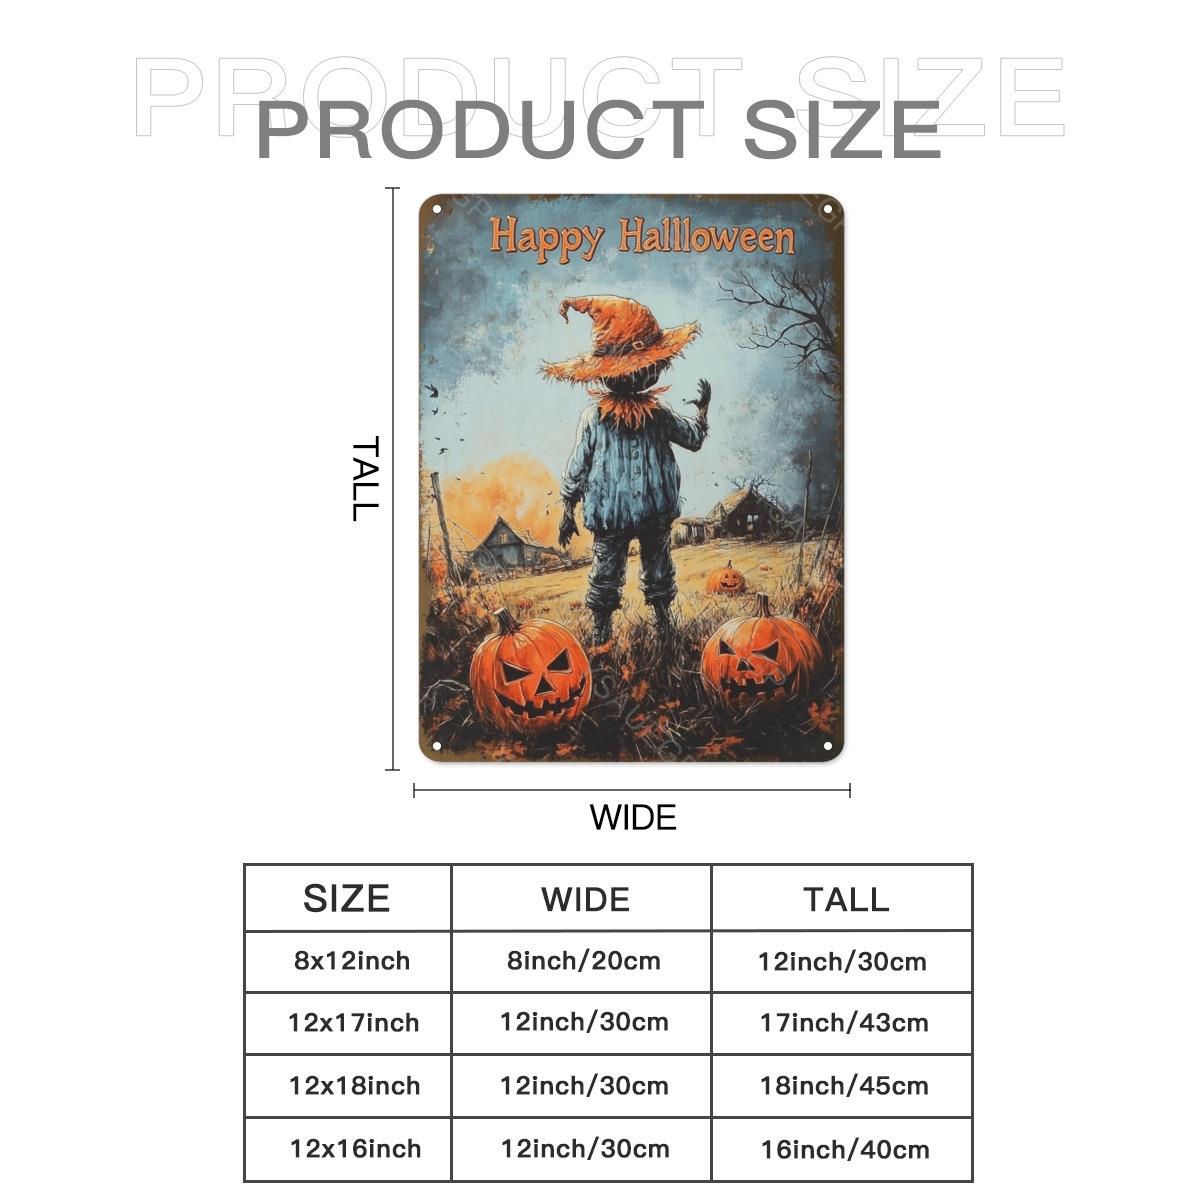 PRODUCT SIZE
PRODUCT SIZE
Happy Hallloween
TALL
WIDE
SIZE WIDE TALL
8x12inch 8inch/20cm 12inch/30cm
12x17inch 12inch/30cm 17inch/43cm
12x18inch 12inch/30cm 18inch/45cm
12x16inch 12inch/30cm 16inch/40cm